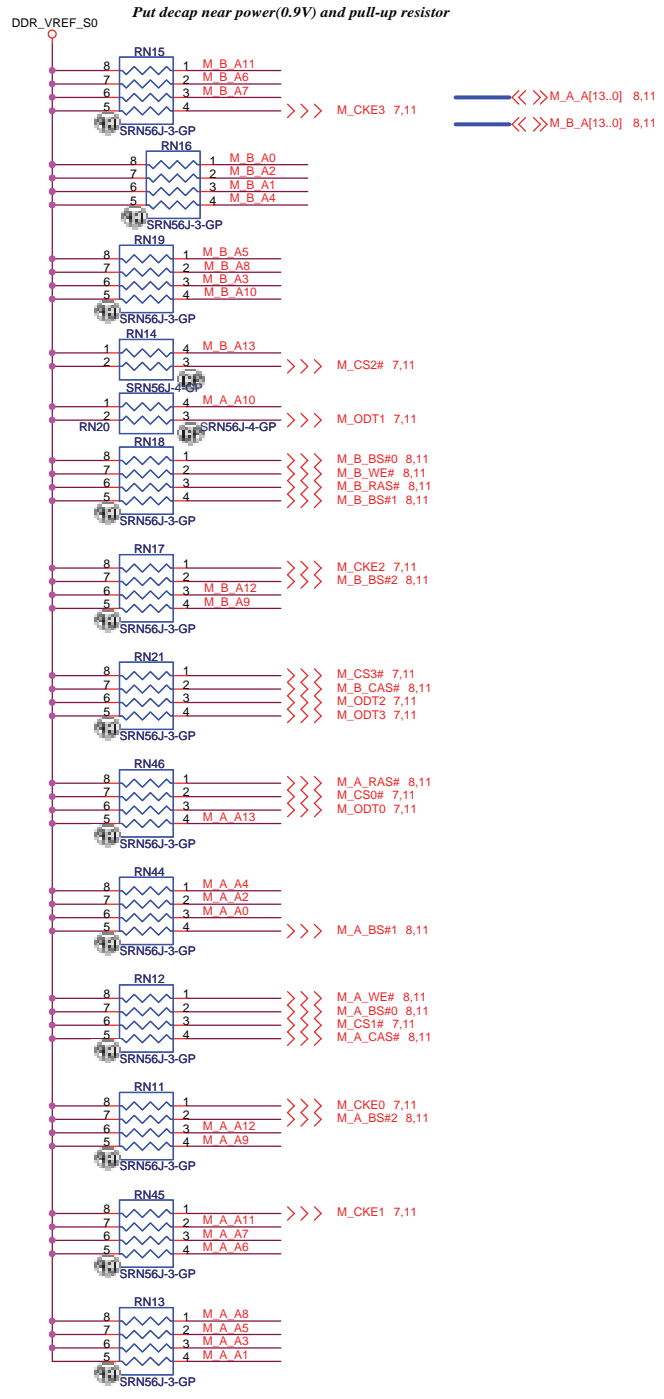 Put decap near power(0.9V) and pull-up resistor
DDR_VREF_S0
RN15
8 1 M_B_A11
7 2 M_B_A6
6 3 M_B_A7
5 4 M_CKE3 7,11
SRN56J-3-GP
M_A_A[13..0] 8,11
M_B_A[13..0] 8,11
RN16
8 1 M_B_A0
7 2 M_B_A2
6 3 M_B_A1
5 4 M_B_A4
SRN56J-3-GP
RN19
8 1 M_B_A5
7 2 M_B_A8
6 3 M_B_A3
5 4 M_B_A10
SRN56J-3-GP
RN14
1 4 M_B_A13
2 3 M_CS2# 7,11
SRN56J-4-GP
1 4 M_A_A10
2 3 M_ODT1 7,11
RN20 SRN56J-4-GP
RN18
8 1 M_B_BS#0 8,11
7 2 M_B_WE# 8,11
6 3 M_B_RAS# 8,11
5 4 M_B_BS#1 8,11
SRN56J-3-GP
RN17
8 1 M_CKE2 7,11
7 2 M_B_BS#2 8,11
6 3 M_B_A12
5 4 M_B_A9
SRN56J-3-GP
RN21
8 1 M_CS3# 7,11
7 2 M_B_CAS# 8,11
6 3 M_ODT2 7,11
5 4 M_ODT3 7,11
SRN56J-3-GP
RN46
8 1 M_A_RAS# 8,11
7 2 M_CS0# 7,11
6 3 M_ODT0 7,11
5 4 M_A_A13
SRN56J-3-GP
RN44
8 1 M_A_A4
7 2 M_A_A2
6 3 M_A_A0
5 4 M_A_BS#1 8,11
SRN56J-3-GP
RN12
8 1 M_A_WE# 8,11
7 2 M_A_BS#0 8,11
6 3 M_CS1# 7,11
5 4 M_A_CAS# 8,11
SRN56J-3-GP
RN11
8 1 M_CKE0 7,11
7 2 M_A_BS#2 8,11
6 3 M_A_A12
5 4 M_A_A9
SRN56J-3-GP
RN45
8 1 M_CKE1 7,11
7 2 M_A_A11
6 3 M_A_A7
5 4 M_A_A6
SRN56J-3-GP
RN13
8 1 M_A_A8
7 2 M_A_A5
6 3 M_A_A3
5 4 M_A_A1
SRN56J-3-GP